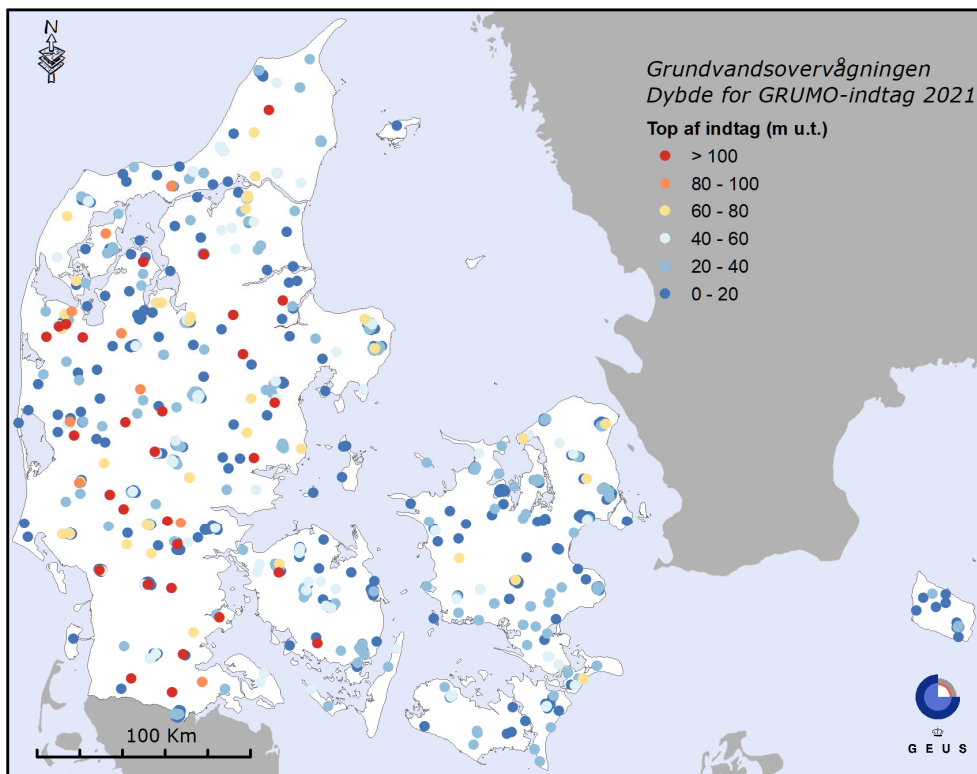 N
Grundvandsovervågningen
Dybde for GRUMO-indtag 2021
Top af indtag (m u.t.)
> 100
80 - 100
60 - 80
40 - 60
20 - 40
0 - 20
100 Km
G E U S